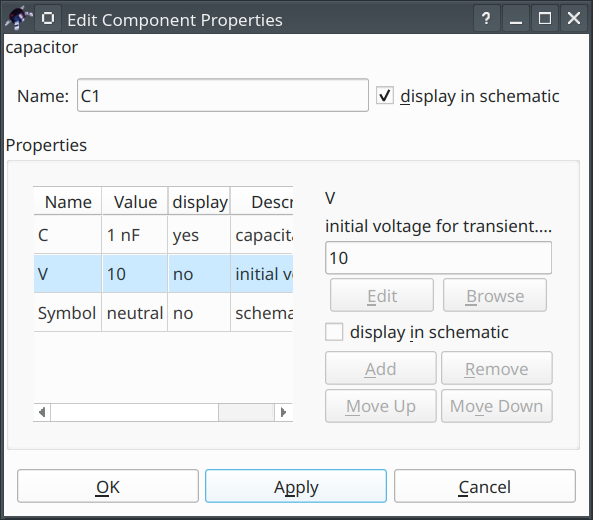 Edit Component Properties
capacitor
Name: C1 display in schematic
Properties
Name Value display Descr
C 1 nF yes capacita
V 10 no initial vo
Symbol neutral no schema
V
initial voltage for transient....
10
Edit Browse
display in schematic
Add Remove
Move Up Move Down
OK Apply Cancel